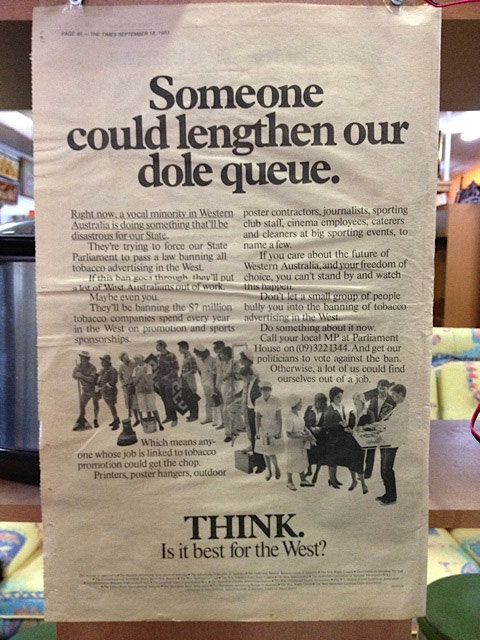 PAGE 46 — THE TIMES SEPTEMBER 18, 1983
Someone
could lengthen our
dole queue.
Right now, a vocal minority in Western
Australia is doing something that'll be
disastrous for our State.
They're trying to force our State
Parliament to pass a law banning all
tobacco advertising in the West.
If this ban goes through, they'll put
a lot of West Australians out of work.
Maybe even you.
They'll be banning the $7 million
tobacco companies spend every year
in the West on promotion and sports
sponsorships.
Which means any-
one whose job is linked to tobacco
promotion could get the chop.
Printers, poster hangers, outdoor
poster contractors, journalists, sporting
club staff, cinema employees, caterers
and cleaners at big sporting events, to
name a few.
If you care about the future of
Western Australia, and your freedom of
choice, you can't stand by and watch
this happen.
Don't let a small group of people
bully you into the banning of tobacco
advertising in the West.
Do something about it now.
Call your local MP at Parliament
House on (09) 322 1344. And get our
politicians to vote against the ban.
Otherwise, a lot of us could find
ourselves out of a job.
THINK.
Is it best for the West?